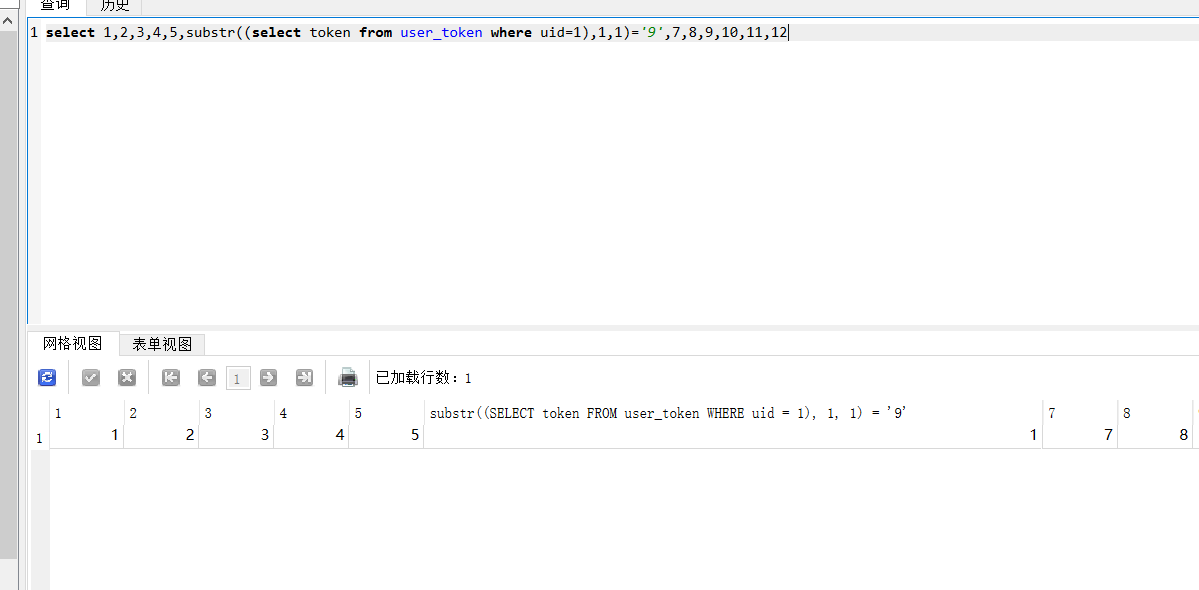 查询 历史
1 select 1,2,3,4,5,substr((select token from user_token where uid=1),1,1)='9',7,8,9,10,11,12
网格视图 表单视图
1 已加载行数：1
1 2 3 4 5 substr((SELECT token FROM user_token WHERE uid = 1), 1, 1) = '9' 7 8
1 1 2 3 4 5 1 7 8